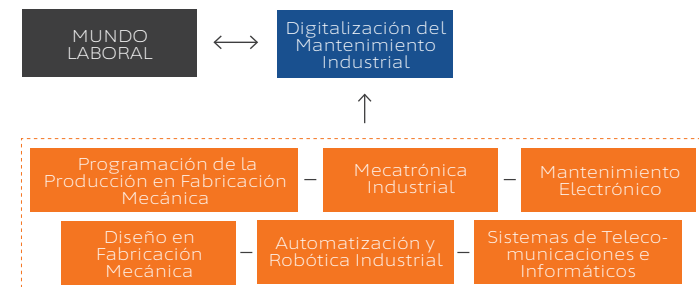 MUNDO
LABORAL
Digitalización del
Mantenimiento
Industrial
Programación de la
Producción en Fabricación
Mecánica
Mecatrónica
Industrial
Mantenimiento
Electrónico
Diseño en
Fabricación
Mecánica
Automatización y
Robótica Industrial
Sistemas de Teleco-
municaciones e
Informáticos